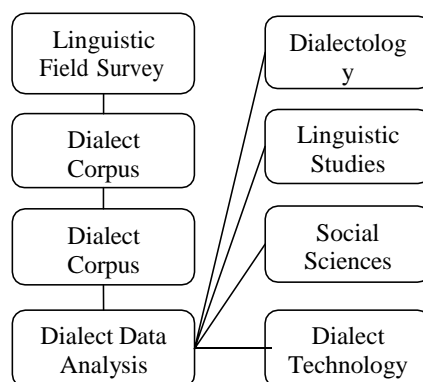 Linguistic
Field Survey
Dialect
Corpus
Dialect
Corpus
Dialect Data
Analysis
Dialectolog
y
Linguistic
Studies
Social
Sciences
Dialect
Technology